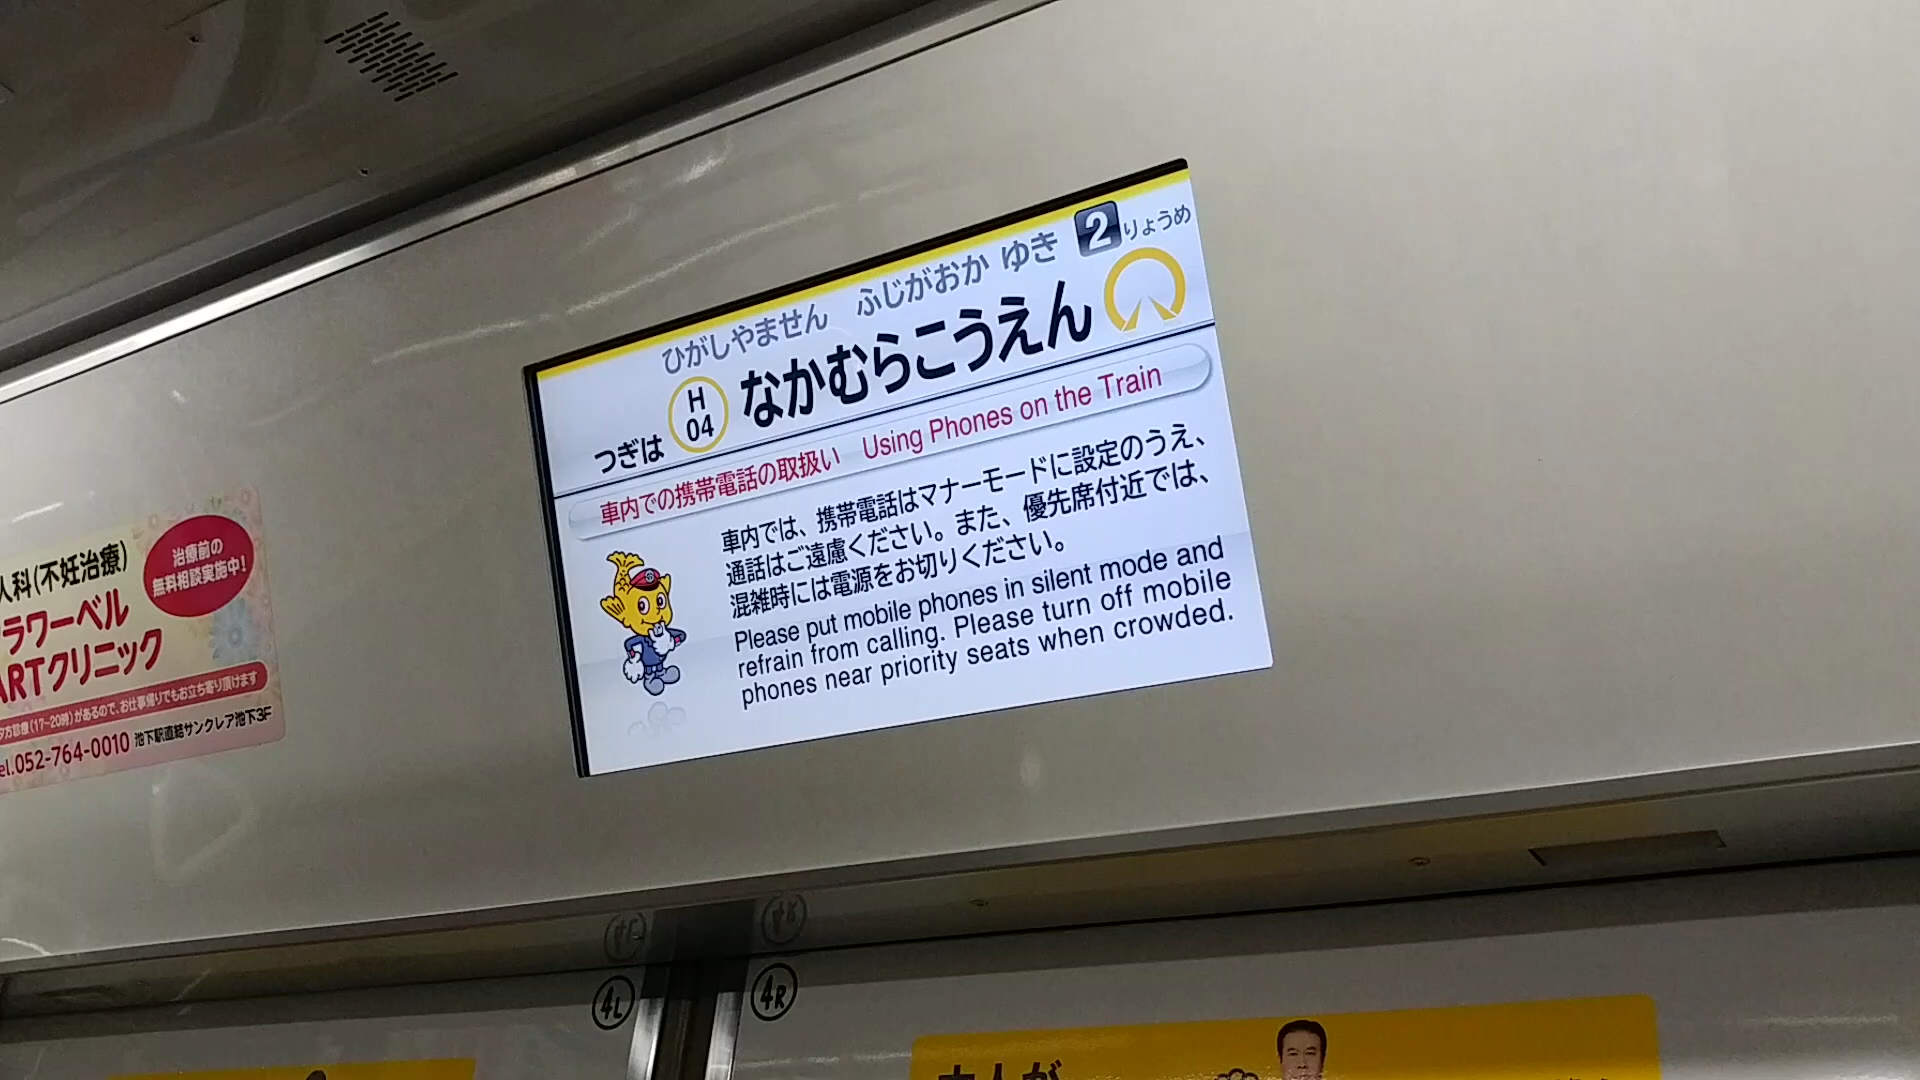 ひがしやません ふじがおか ゆき 2りょうめ
つぎは H 04 なかむらこうえん
車内での携帯電話の取扱い Using Phones on the Train
車内では、携帯電話はマナーモードに設定のうえ、
通話はご遠慮ください。また、優先席付近では、
混雑時には電源をお切りください。
Please put mobile phones in silent mode and
refrain from calling. Please turn off mobile
phones near priority seats when crowded.
人科(不妊治療)
治療前の
無料相談実施中!
ラワーベル
ARTクリニック
夕方診療(17~20時)があるので、お仕事帰りでもお立ち寄り頂けます
el.052-764-0010 池下駅直結サンクレア池下3F
4L 4R
大人が